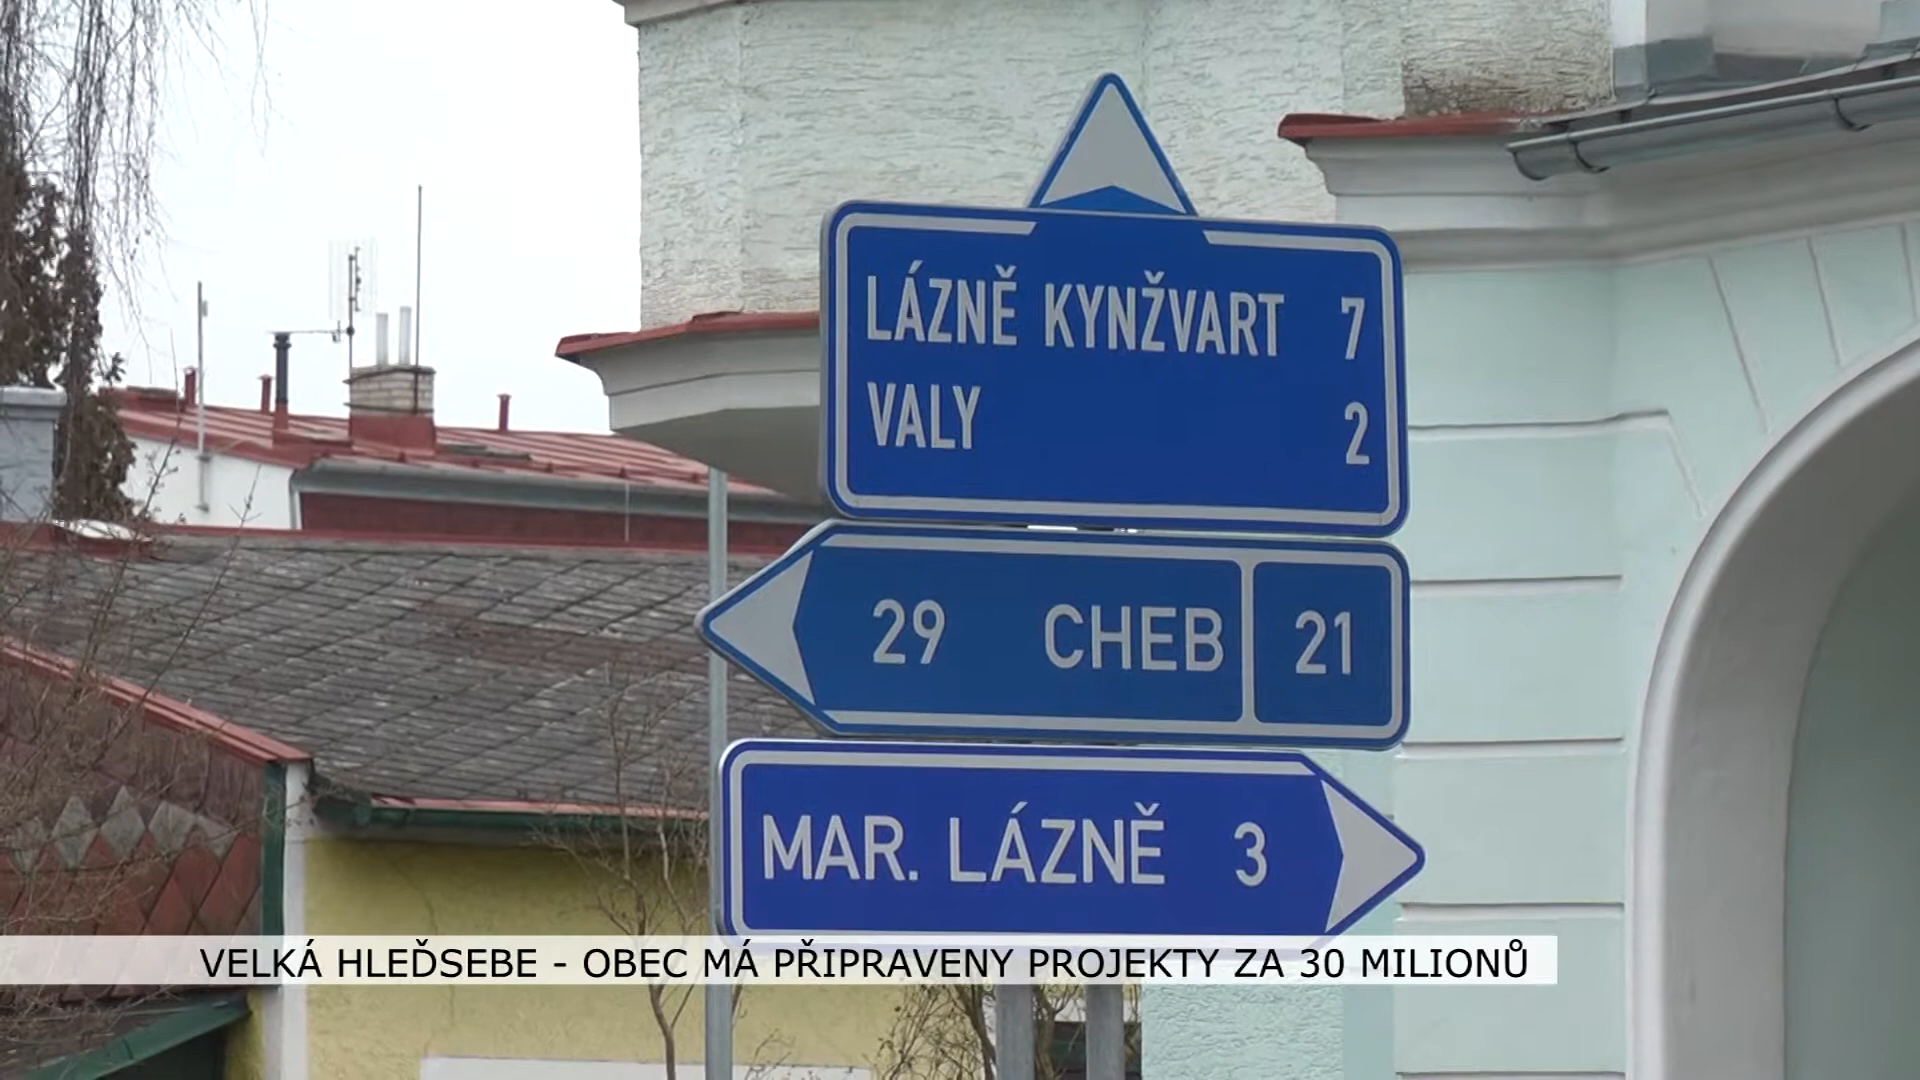 LÁZNĚ KYNŽVART 7
VALY 2
29 CHEB 21
MAR. LÁZNĚ 3
VELKÁ HLEĎSEBE - OBEC MÁ PŘIPRAVENY PROJEKTY ZA 30 MILIONŮ